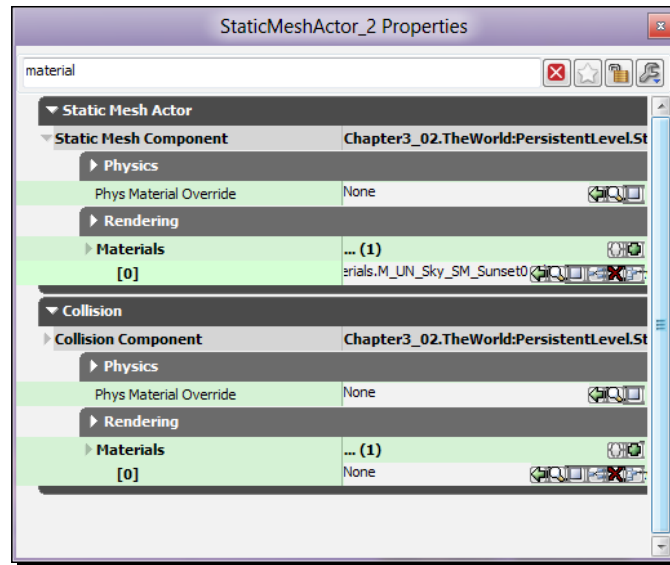 StaticMeshActor_2 Properties
material
Static Mesh Actor
Static Mesh Component Chapter3_02.TheWorld:PersistentLevel.St
Physics
Phys Material Override None
Rendering
Materials ... (1)
[0] erials.M_UN_Sky_SM_Sunset0
Collision
Collision Component Chapter3_02.TheWorld:PersistentLevel.St
Physics
Phys Material Override None
Rendering
Materials ... (1)
[0] None